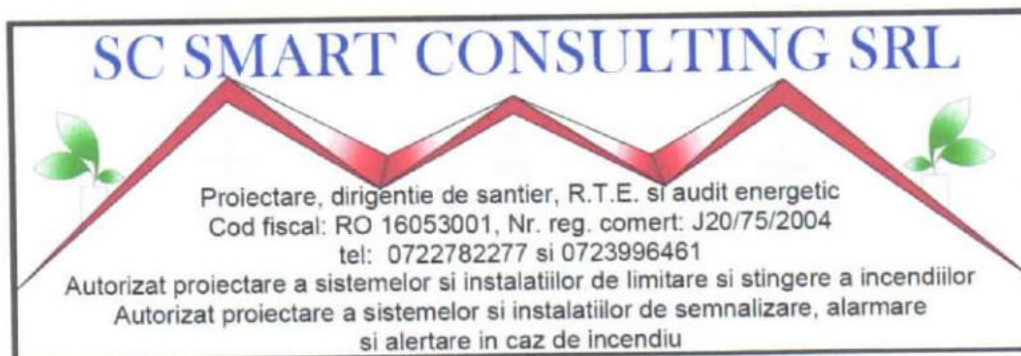 SC SMART CONSULTING SRL
Proiectare, dirigentie de santier, R.T.E. si audit energetic
Cod fiscal: RO 16053001, Nr. reg. comert: J20/75/2004
tel: 0722782277 si 0723996461
Autorizat proiectare a sistemelor si instalatiilor de limitare si stingere a incendiilor
Autorizat proiectare a sistemelor si instalatiilor de semnalizare, alarmare
si alertare in caz de incendiu